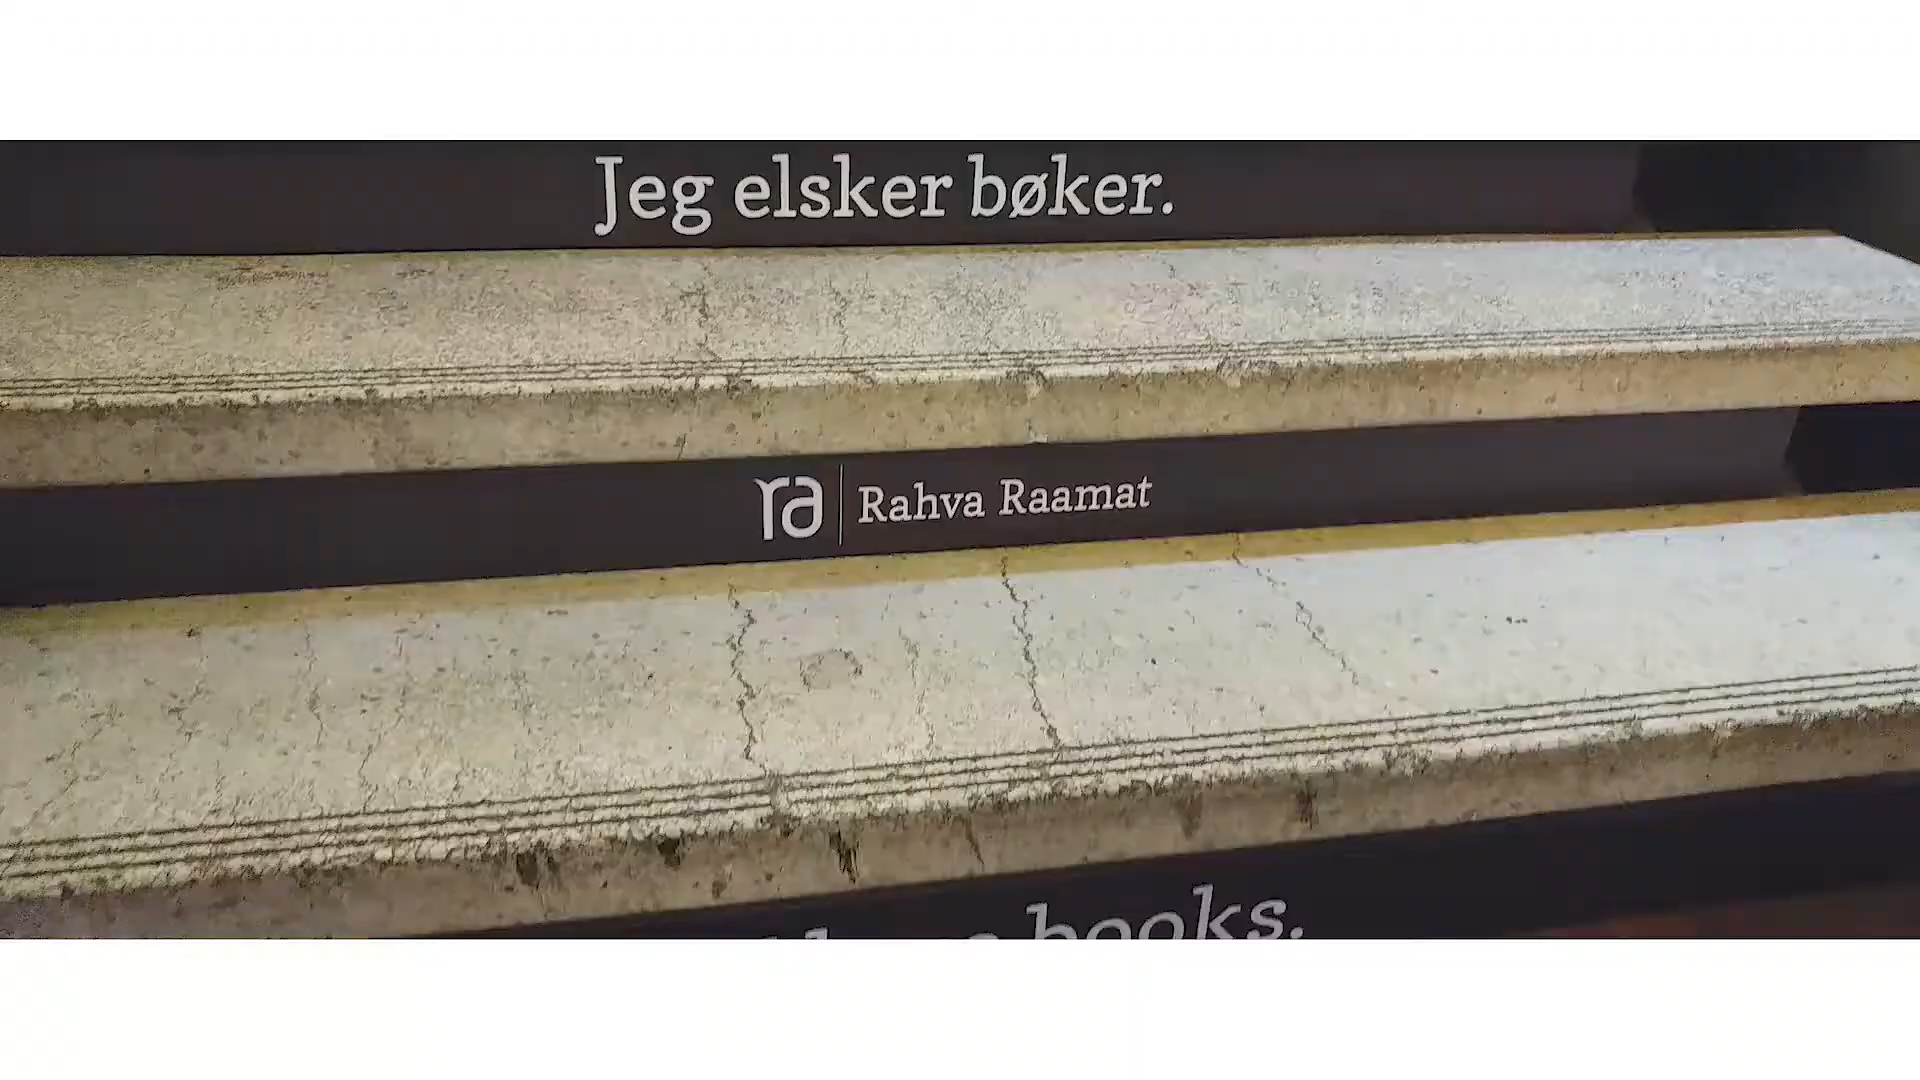 Jeg elsker bøker.
ra Rahva Raamat
books.